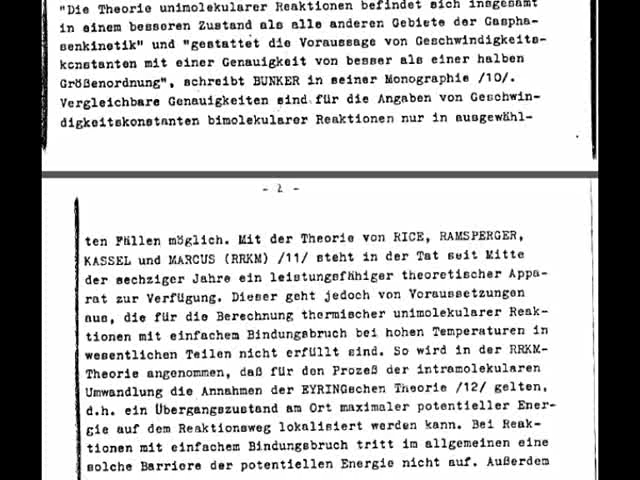 "Die Theorie unimolekularer Reaktionen befindet sich insgesamt
in einem besseren Zustand als alle anderen Gebiete der Gaspha-
senkinetik" und "gestattet die Voraussage von Geschwindigkeits-
konstanten mit einer Genauigkeit von besser als einer halben
Größenordnung", schreibt BUNKER in seiner Monographie /10/.
Vergleichbare Genauigkeiten sind für die Angaben von Geschwin-
digkeitskonstanten bimolekularer Reaktionen nur in ausgewähl-
- 2 -
ten Fällen möglich. Mit der Theorie von RICE, RAMSPERGER,
KASSEL und MARCUS (RRKM) /11/ steht in der Tat seit Mitte
der sechziger Jahre ein leistungsfähiger theoretischer Appa-
rat zur Verfügung. Dieser geht jedoch von Voraussetzungen
aus, die für die Berechnung thermischer unimolekularer Reak-
tionen mit einfachem Bindungsbruch bei hohen Temperaturen in
wesentlichen Teilen nicht erfüllt sind. So wird in der RRKM-
Theorie angenommen, daß für den Prozeß der intramolekularen
Umwandlung die Annahmen der EYRINGschen Theorie /12/ gelten,
d.h. ein Übergangszustand am Ort maximaler potentieller Ener-
gie auf dem Reaktionsweg lokalisiert werden kann. Bei Reak-
tionen mit einfachem Bindungsbruch tritt im allgemeinen eine
solche Barriere der potentiellen Energie nicht auf. Außerdem